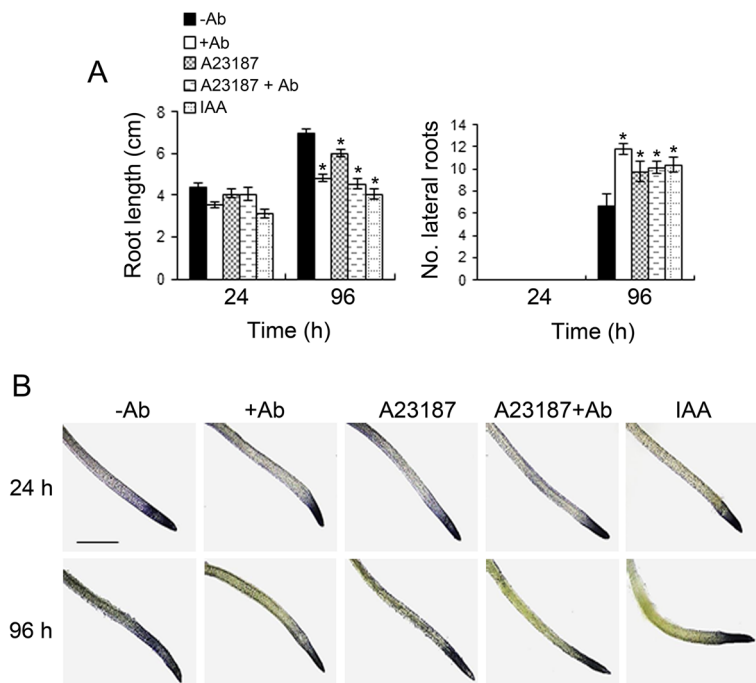 A
-Ab
+Ab
A23187
A23187 + Ab
IAA
Root length (cm)
8
6
4
2
0
* * * *
24 96
Time (h)
No. lateral roots
14
12
10
8
6
4
2
0
* * * *
24 96
Time (h)
B
-Ab +Ab A23187 A23187+Ab IAA
24 h
96 h